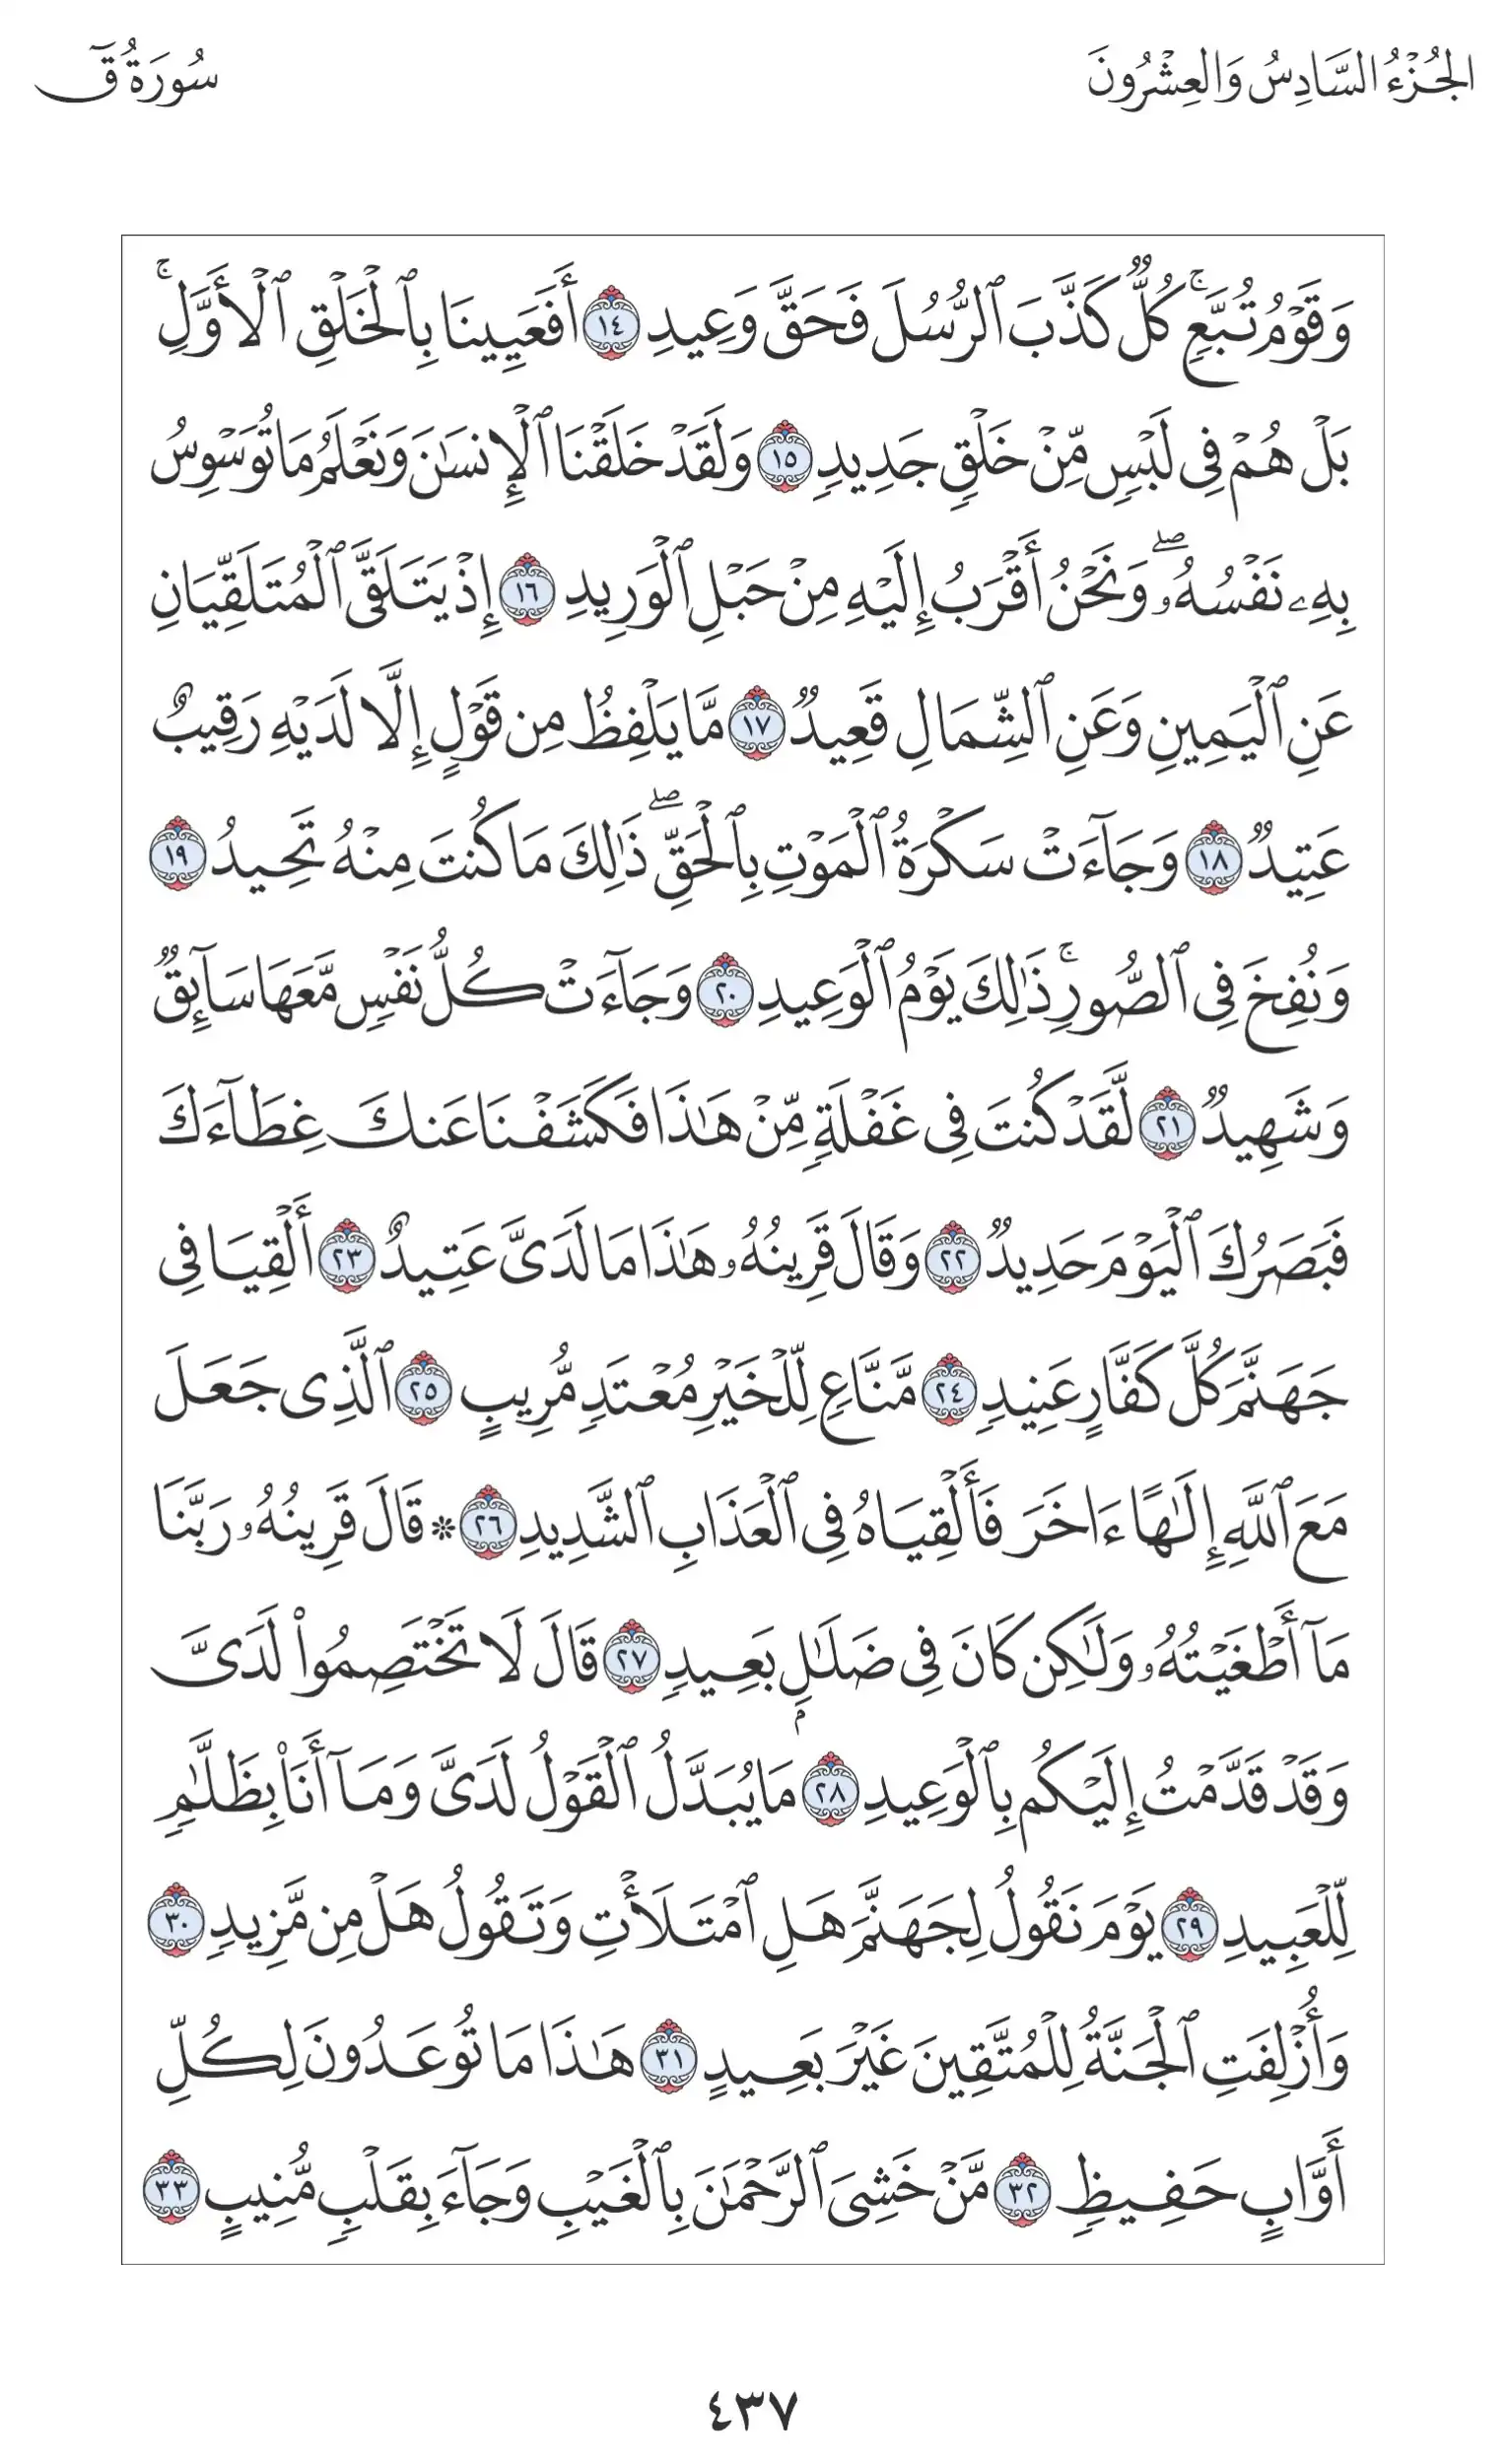 الجُزْءُ السَّادِسُ وَالعِشْرُونَ
سُورَةُ قٓ
وَقَوْمُ تُبَّعٍۚ كُلٌّ كَذَّبَ ٱلرُّسُلَ فَحَقَّ وَعِيدِ ١٤ أَفَعَيِينَا بِٱلْخَلْقِ ٱلْأَوَّلِۚ
بَلْ هُمْ فِى لَبْسٍ مِّنْ خَلْقٍ جَدِيدٍ ١٥ وَلَقَدْ خَلَقْنَا ٱلْإِنسَٰنَ وَنَعْلَمُ مَا تُوَسْوِسُ
بِهِۦ نَفْسُهُۥۖ وَنَحْنُ أَقْرَبُ إِلَيْهِ مِنْ حَبْلِ ٱلْوَرِيدِ ١٦ إِذْ يَتَلَقَّى ٱلْمُتَلَقِّيَانِ
عَنِ ٱلْيَمِينِ وَعَنِ ٱلشِّمَالِ قَعِيدٌ ١٧ مَّا يَلْفِظُ مِن قَوْلٍ إِلَّا لَدَيْهِ رَقِيبٌ
عَتِيدٌ ١٨ وَجَآءَتْ سَكْرَةُ ٱلْمَوْتِ بِٱلْحَقِّۖ ذَٰلِكَ مَا كُنتَ مِنْهُ تَحِيدُ ١٩
وَنُفِخَ فِى ٱلصُّورِۚ ذَٰلِكَ يَوْمُ ٱلْوَعِيدِ ٢٠ وَجَآءَتْ كُلُّ نَفْسٍ مَّعَهَا سَآئِقٌ
وَشَهِيدٌ ٢١ لَّقَدْ كُنتَ فِى غَفْلَةٍ مِّنْ هَٰذَا فَكَشَفْنَا عَنكَ غِطَآءَكَ
فَبَصَرُكَ ٱلْيَوْمَ حَدِيدٌ ٢٢ وَقَالَ قَرِينُهُۥ هَٰذَا مَا لَدَىَّ عَتِيدٌ ٢٣ أَلْقِيَا فِى
جَهَنَّمَ كُلَّ كَفَّارٍ عَنِيدٍ ٢٤ مَّنَّاعٍ لِّلْخَيْرِ مُعْتَدٍ مُّرِيبٍ ٢٥ ٱلَّذِى جَعَلَ
مَعَ ٱللَّهِ إِلَٰهًا ءَاخَرَ فَأَلْقِيَاهُ فِى ٱلْعَذَابِ ٱلشَّدِيدِ ٢٦ * قَالَ قَرِينُهُۥ رَبَّنَا
مَآ أَطْغَيْتُهُۥ وَلَٰكِن كَانَ فِى ضَلَٰلٍۭ بَعِيدٍ ٢٧ قَالَ لَا تَخْتَصِمُوا۟ لَدَىَّ
وَقَدْ قَدَّمْتُ إِلَيْكُم بِٱلْوَعِيدِ ٢٨ مَا يُبَدَّلُ ٱلْقَوْلُ لَدَىَّ وَمَآ أَنَا۠ بِظَلَّٰمٍ
لِّلْعَبِيدِ ٢٩ يَوْمَ نَقُولُ لِجَهَنَّمَ هَلِ ٱمْتَلَأْتِ وَتَقُولُ هَلْ مِن مَّزِيدٍ ٣٠
وَأُزْلِفَتِ ٱلْجَنَّةُ لِلْمُتَّقِينَ غَيْرَ بَعِيدٍ ٣١ هَٰذَا مَا تُوعَدُونَ لِكُلِّ
أَوَّابٍ حَفِيظٍ ٣٢ مَّنْ خَشِىَ ٱلرَّحْمَٰنَ بِٱلْغَيْبِ وَجَآءَ بِقَلْبٍ مُّنِيبٍ ٣٣
٤٣٧